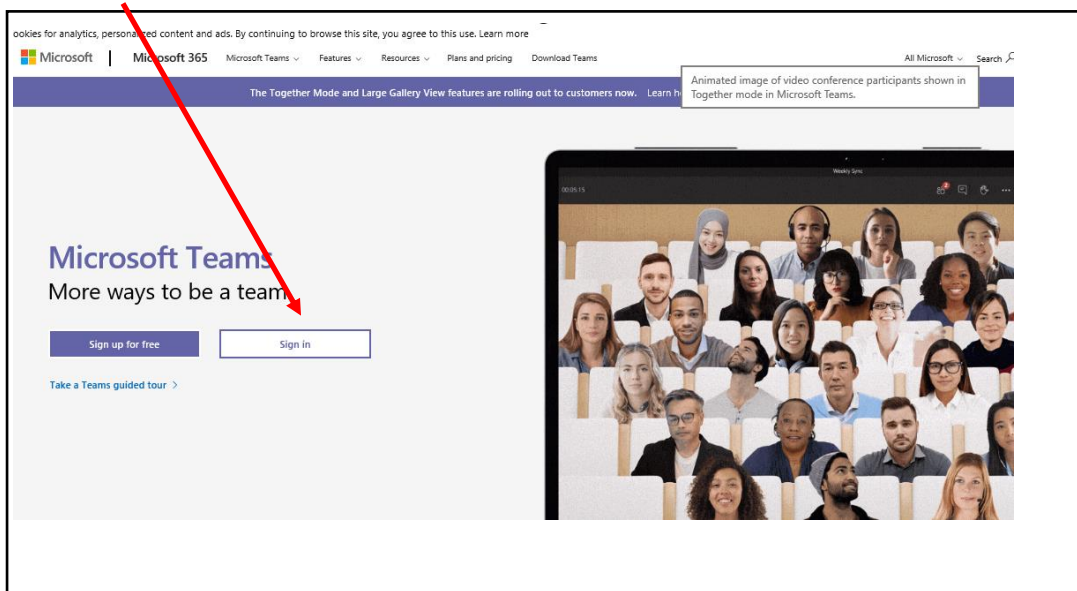 ookies for analytics, personalized content and ads. By continuing to browse this site, you agree to this use. Learn more
Microsoft | Microsoft 365 Microsoft Teams Features Resources Plans and pricing Download Teams All Microsoft Search
Animated image of video conference participants shown in
Together mode in Microsoft Teams.
The Together Mode and Large Gallery View features are rolling out to customers now. Learn h
Weekly Sync
00:05:15
2
Microsoft Teams
More ways to be a team
Sign up for free Sign in
Take a Teams guided tour